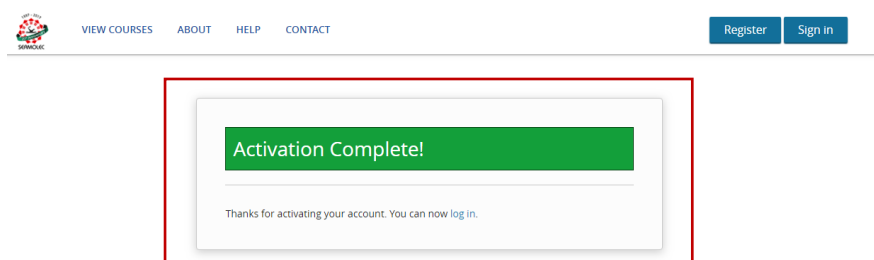 SEAMOLEC
VIEW COURSES ABOUT HELP CONTACT Register Sign in
Activation Complete!
Thanks for activating your account. You can now log in.